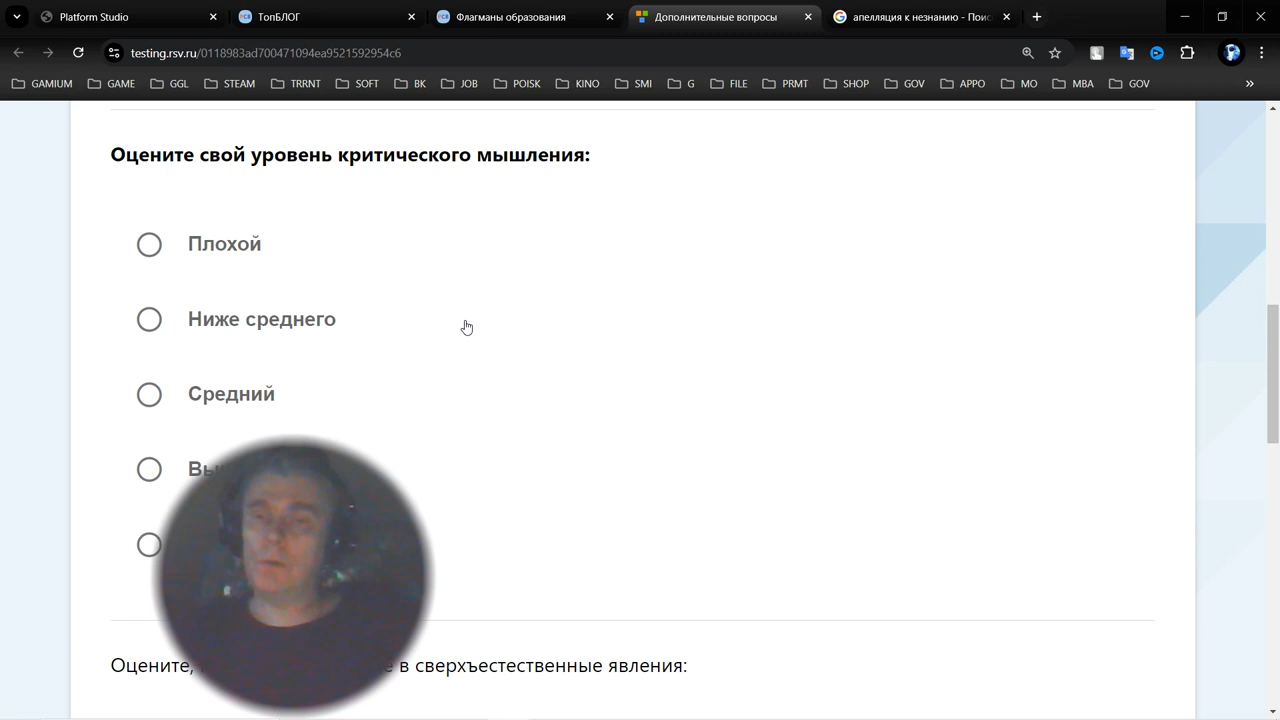 Platform Studio
ТопБЛОГ
Флагманы образования
Дополнительные вопросы
апелляция к незнанию - Поис
testing.rsv.ru/0118983ad700471094ea9521592954c6
GAMIUM GAME GGL STEAM TRRNT SOFT BK JOB POISK KINO SMI G FILE PRMT SHOP GOV APPO MO MBA GOV
Оцените свой уровень критического мышления:
Плохой
Ниже среднего
Средний
Оцените, в сверхъестественные явления: